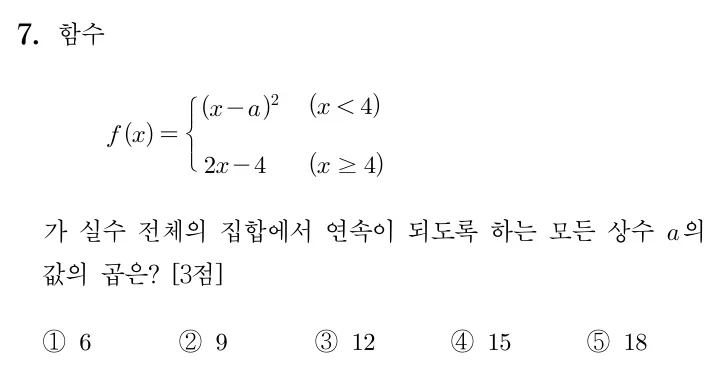 7. 함수
f(x) = { (x-a)² (x < 4)
2x-4 (x ≥ 4)
가 실수 전체의 집합에서 연속이 되도록 하는 모든 상수 a의
값의 곱은? [3점]
① 6 ② 9 ③ 12 ④ 15 ⑤ 18